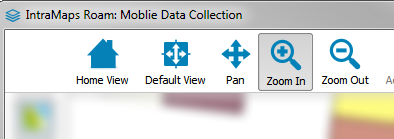 IntraMaps Roam: Moblie Data Collection
Home View Default View Pan Zoom In Zoom Out